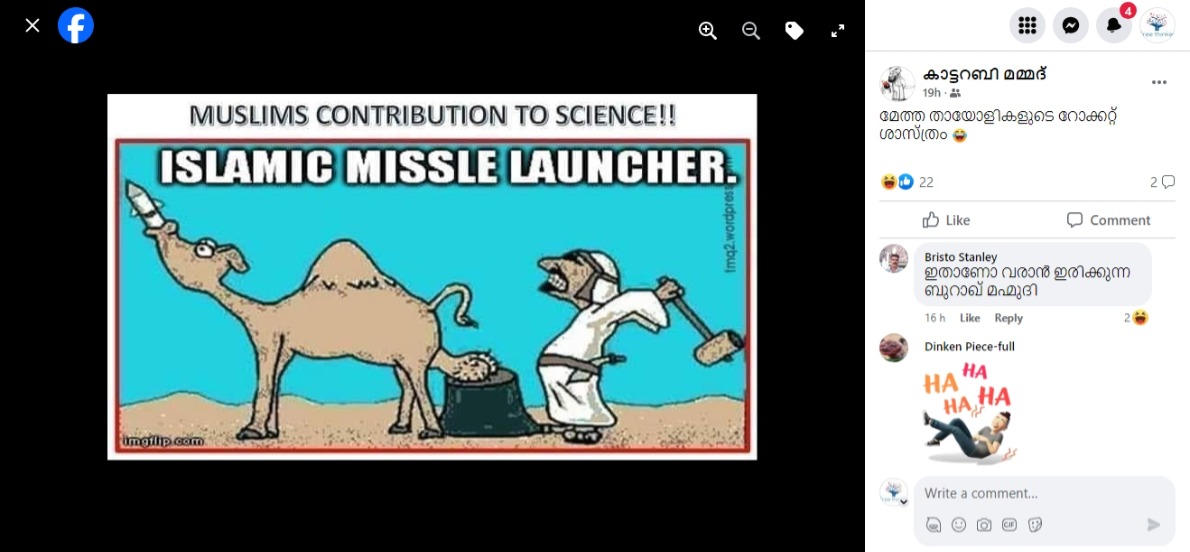 4
MUSLIMS CONTRIBUTION TO SCIENCE!!
ISLAMIC MISSLE LAUNCHER.
imgflip.com
കാട്ടറബി മമ്മദ്
19h ·
മേത്ത തായോളികളുടെ റോക്കറ്റ്
ശാസ്ത്രം 😂
22
2
Like
Comment
Bristo Stanley
ഇതാണോ വരാൻ ഇരിക്കുന്ന
ബുറാഖ് മഹ്മുദി
16 h Like Reply 2
Dinken Piece-full
HA HA
HA HA
Write a comment...
GIF